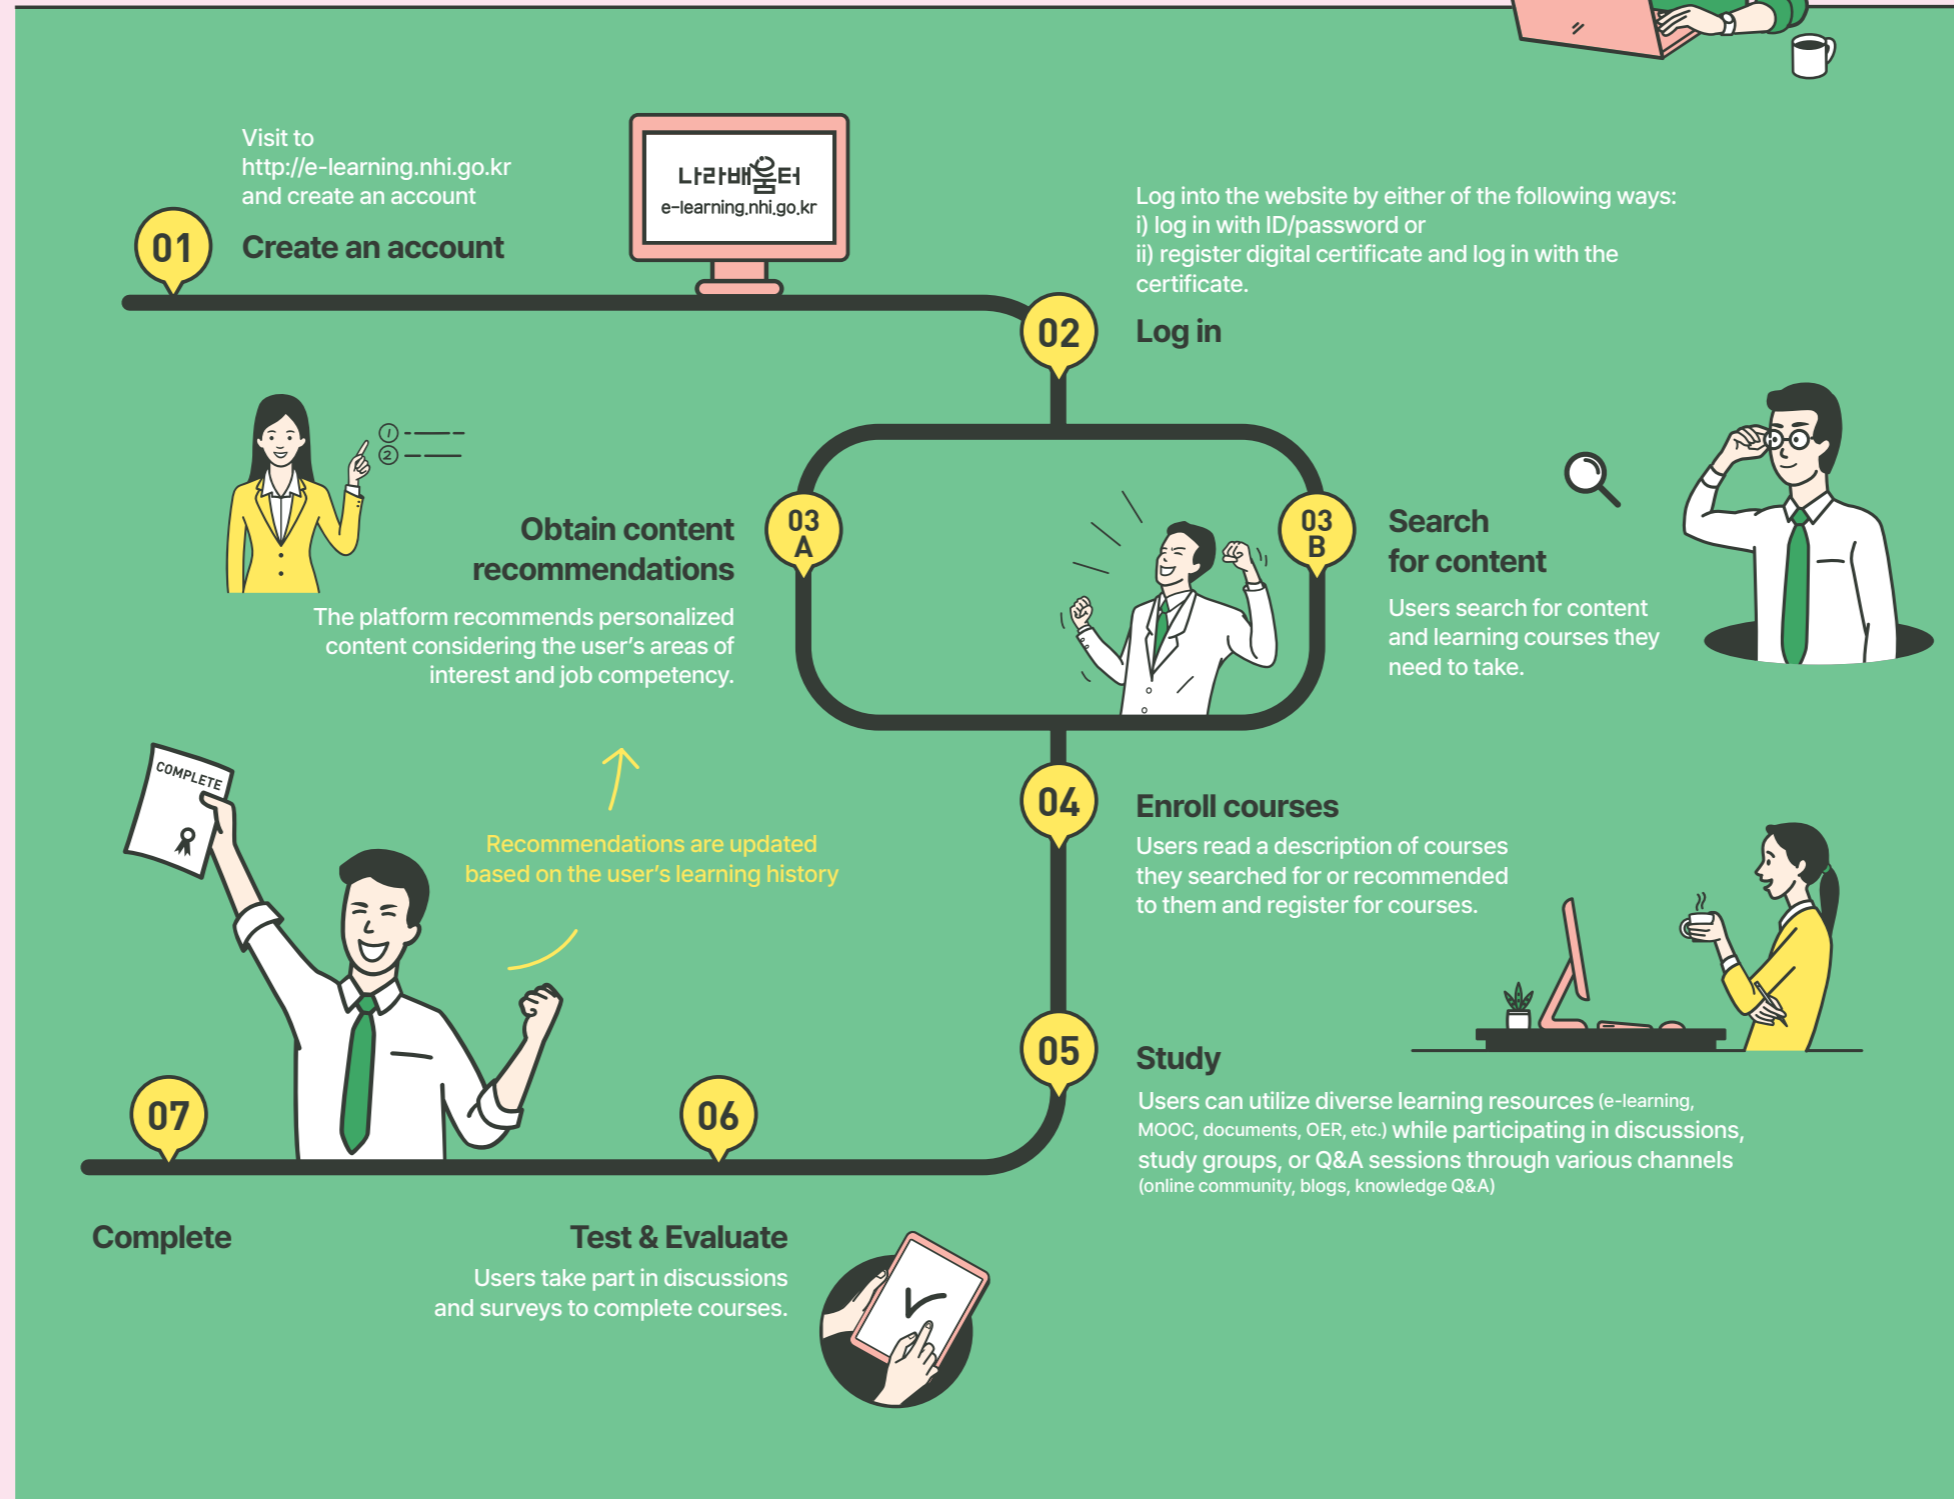 Visit to
http://e-learning.nhi.go.kr
and create an account
01
Create an account
나라배움터
e-learning.nhi.go.kr
Log into the website by either of the following ways:
i) log in with ID/password or
ii) register digital certificate and log in with the
certificate.
02
Log in
1
2
03
A
Obtain content
recommendations
The platform recommends personalized
content considering the user's areas of
interest and job competency.
03
B
Search
for content
Users search for content
and learning courses they
need to take.
Recommendations are updated
based on the user's learning history
04
Enroll courses
Users read a description of courses
they searched for or recommended
to them and register for courses.
05
Study
Users can utilize diverse learning resources (e-learning,
MOOC, documents, OER, etc.) while participating in discussions,
study groups, or Q&A sessions through various channels
(online community, blogs, knowledge Q&A)
06
Test & Evaluate
Users take part in discussions
and surveys to complete courses.
COMPLETE
07
Complete